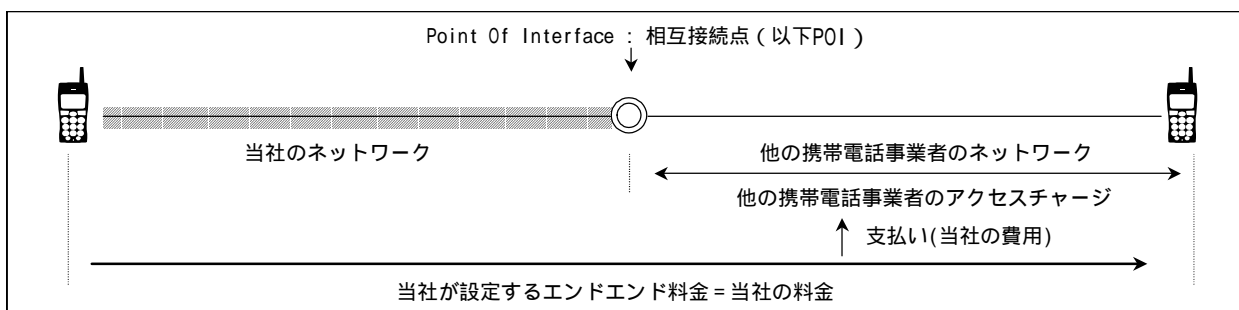 Point Of Interface : 相互接続点(以下POI)
当社のネットワーク
他の携帯電話事業者のネットワーク
他の携帯電話事業者のアクセスチャージ
支払い(当社の費用)
当社が設定するエンドエンド料金=当社の料金